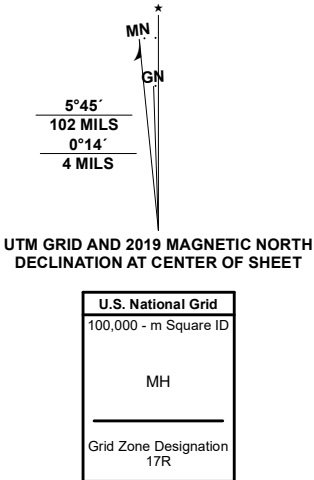 ★
MN
GN
5°45´
102 MILS
0°14´
4 MILS
UTM GRID AND 2019 MAGNETIC NORTH
DECLINATION AT CENTER OF SHEET
U.S. National Grid
100,000 - m Square ID
MH
Grid Zone Designation
17R